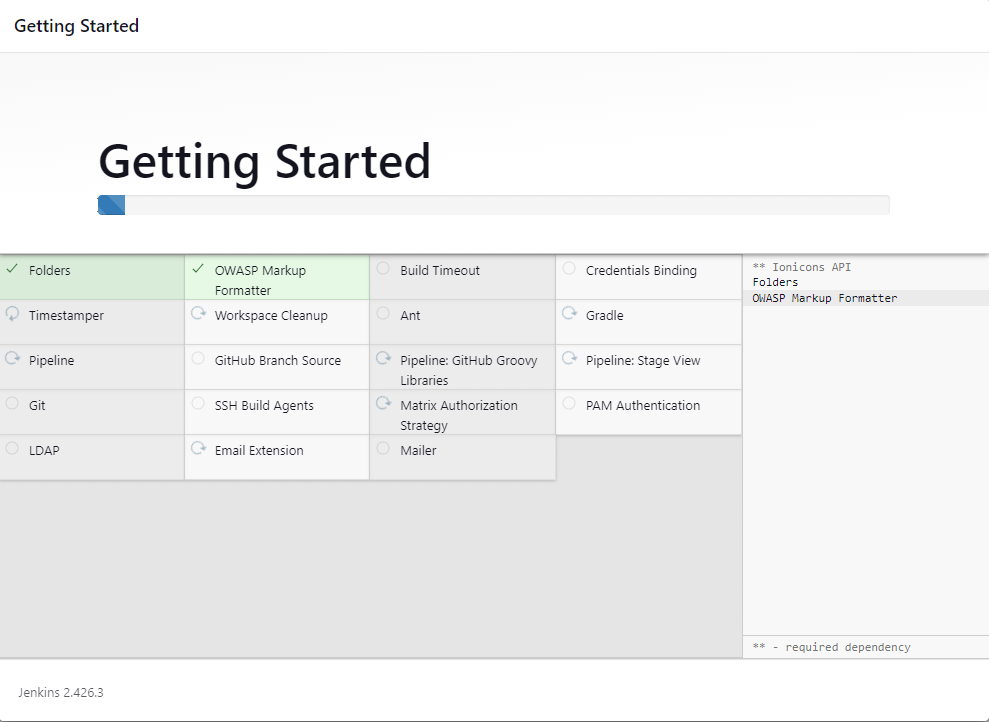 Getting Started
Getting Started
Folders
OWASP Markup
Formatter
Build Timeout
Credentials Binding
Timestamper
Workspace Cleanup
Ant
Gradle
Pipeline
GitHub Branch Source
Pipeline: GitHub Groovy
Libraries
Pipeline: Stage View
Git
SSH Build Agents
Matrix Authorization
Strategy
PAM Authentication
LDAP
Email Extension
Mailer
** Ionicons API
Folders
OWASP Markup Formatter
** - required dependency
Jenkins 2.426.3